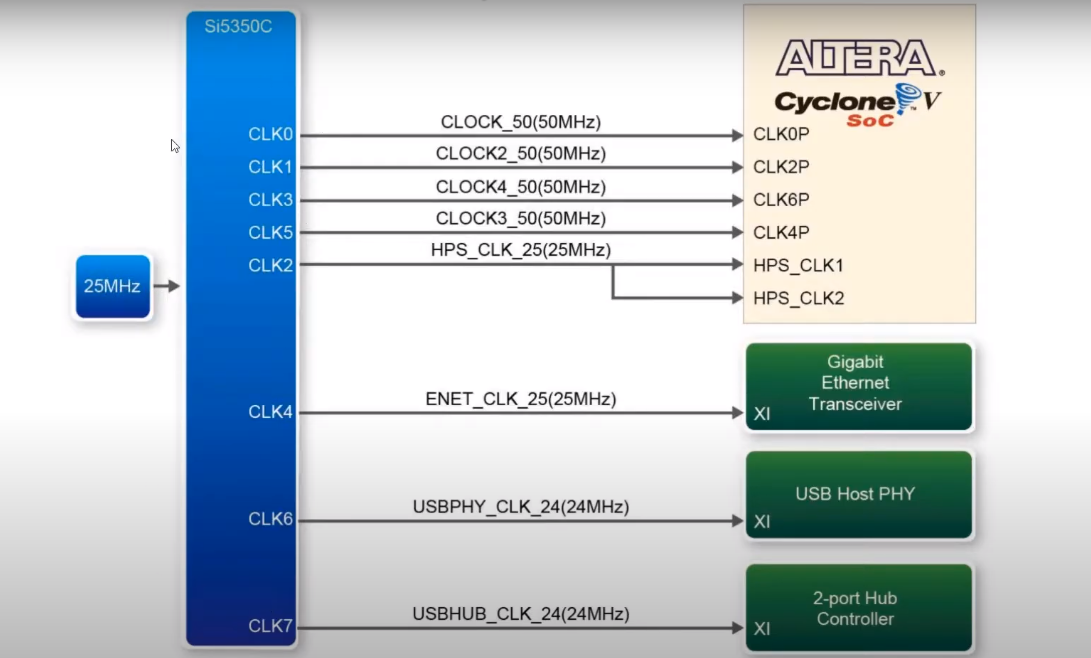 Si5350C
ALTERA®
Cyclone™ V
SoC
CLK0
CLOCK_50(50MHz)
CLK0P
CLK1
CLOCK2_50(50MHz)
CLK2P
CLK3
CLOCK4_50(50MHz)
CLK6P
CLK5
CLOCK3_50(50MHz)
CLK4P
CLK2
HPS_CLK_25(25MHz)
HPS_CLK1
HPS_CLK2
25MHz
CLK4
ENET_CLK_25(25MHz)
Gigabit
Ethernet
Transceiver
XI
CLK6
USBPHY_CLK_24(24MHz)
USB Host PHY
XI
CLK7
USBHUB_CLK_24(24MHz)
2-port Hub
Controller
XI